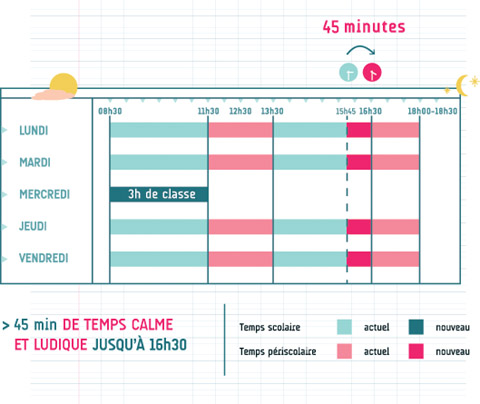 45 minutes
08h30 11h30 12h30 13h30 15h45 16h30 18h00-18h30
LUNDI
MARDI
MERCREDI 3h de classe
JEUDI
VENDREDI
> 45 min DE TEMPS CALME
ET LUDIQUE JUSQU'À 16h30
Temps scolaire actuel nouveau
Temps périscolaire actuel nouveau